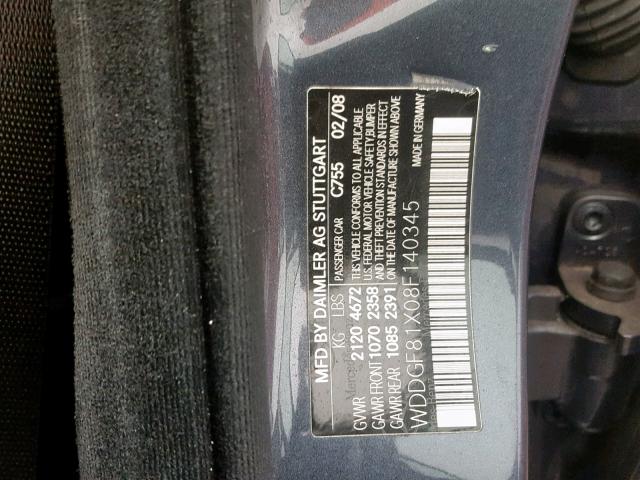 MFD BY DAIMLER AG STUTTGART
PASSENGER CAR C755 02/08
KG LBS
GVWR 2120 4672
GAWR FRONT 1070 2358
GAWR REAR 1085 2391
THIS VEHICLE CONFORMS TO ALL APPLICABLE
U.S. FEDERAL MOTOR VEHICLE SAFETY, BUMPER
AND THEFT PREVENTION STANDARDS IN EFFECT
ON THE DATE OF MANUFACTURE SHOWN ABOVE
WDDGF81X08F140345
MADE IN GERMANY